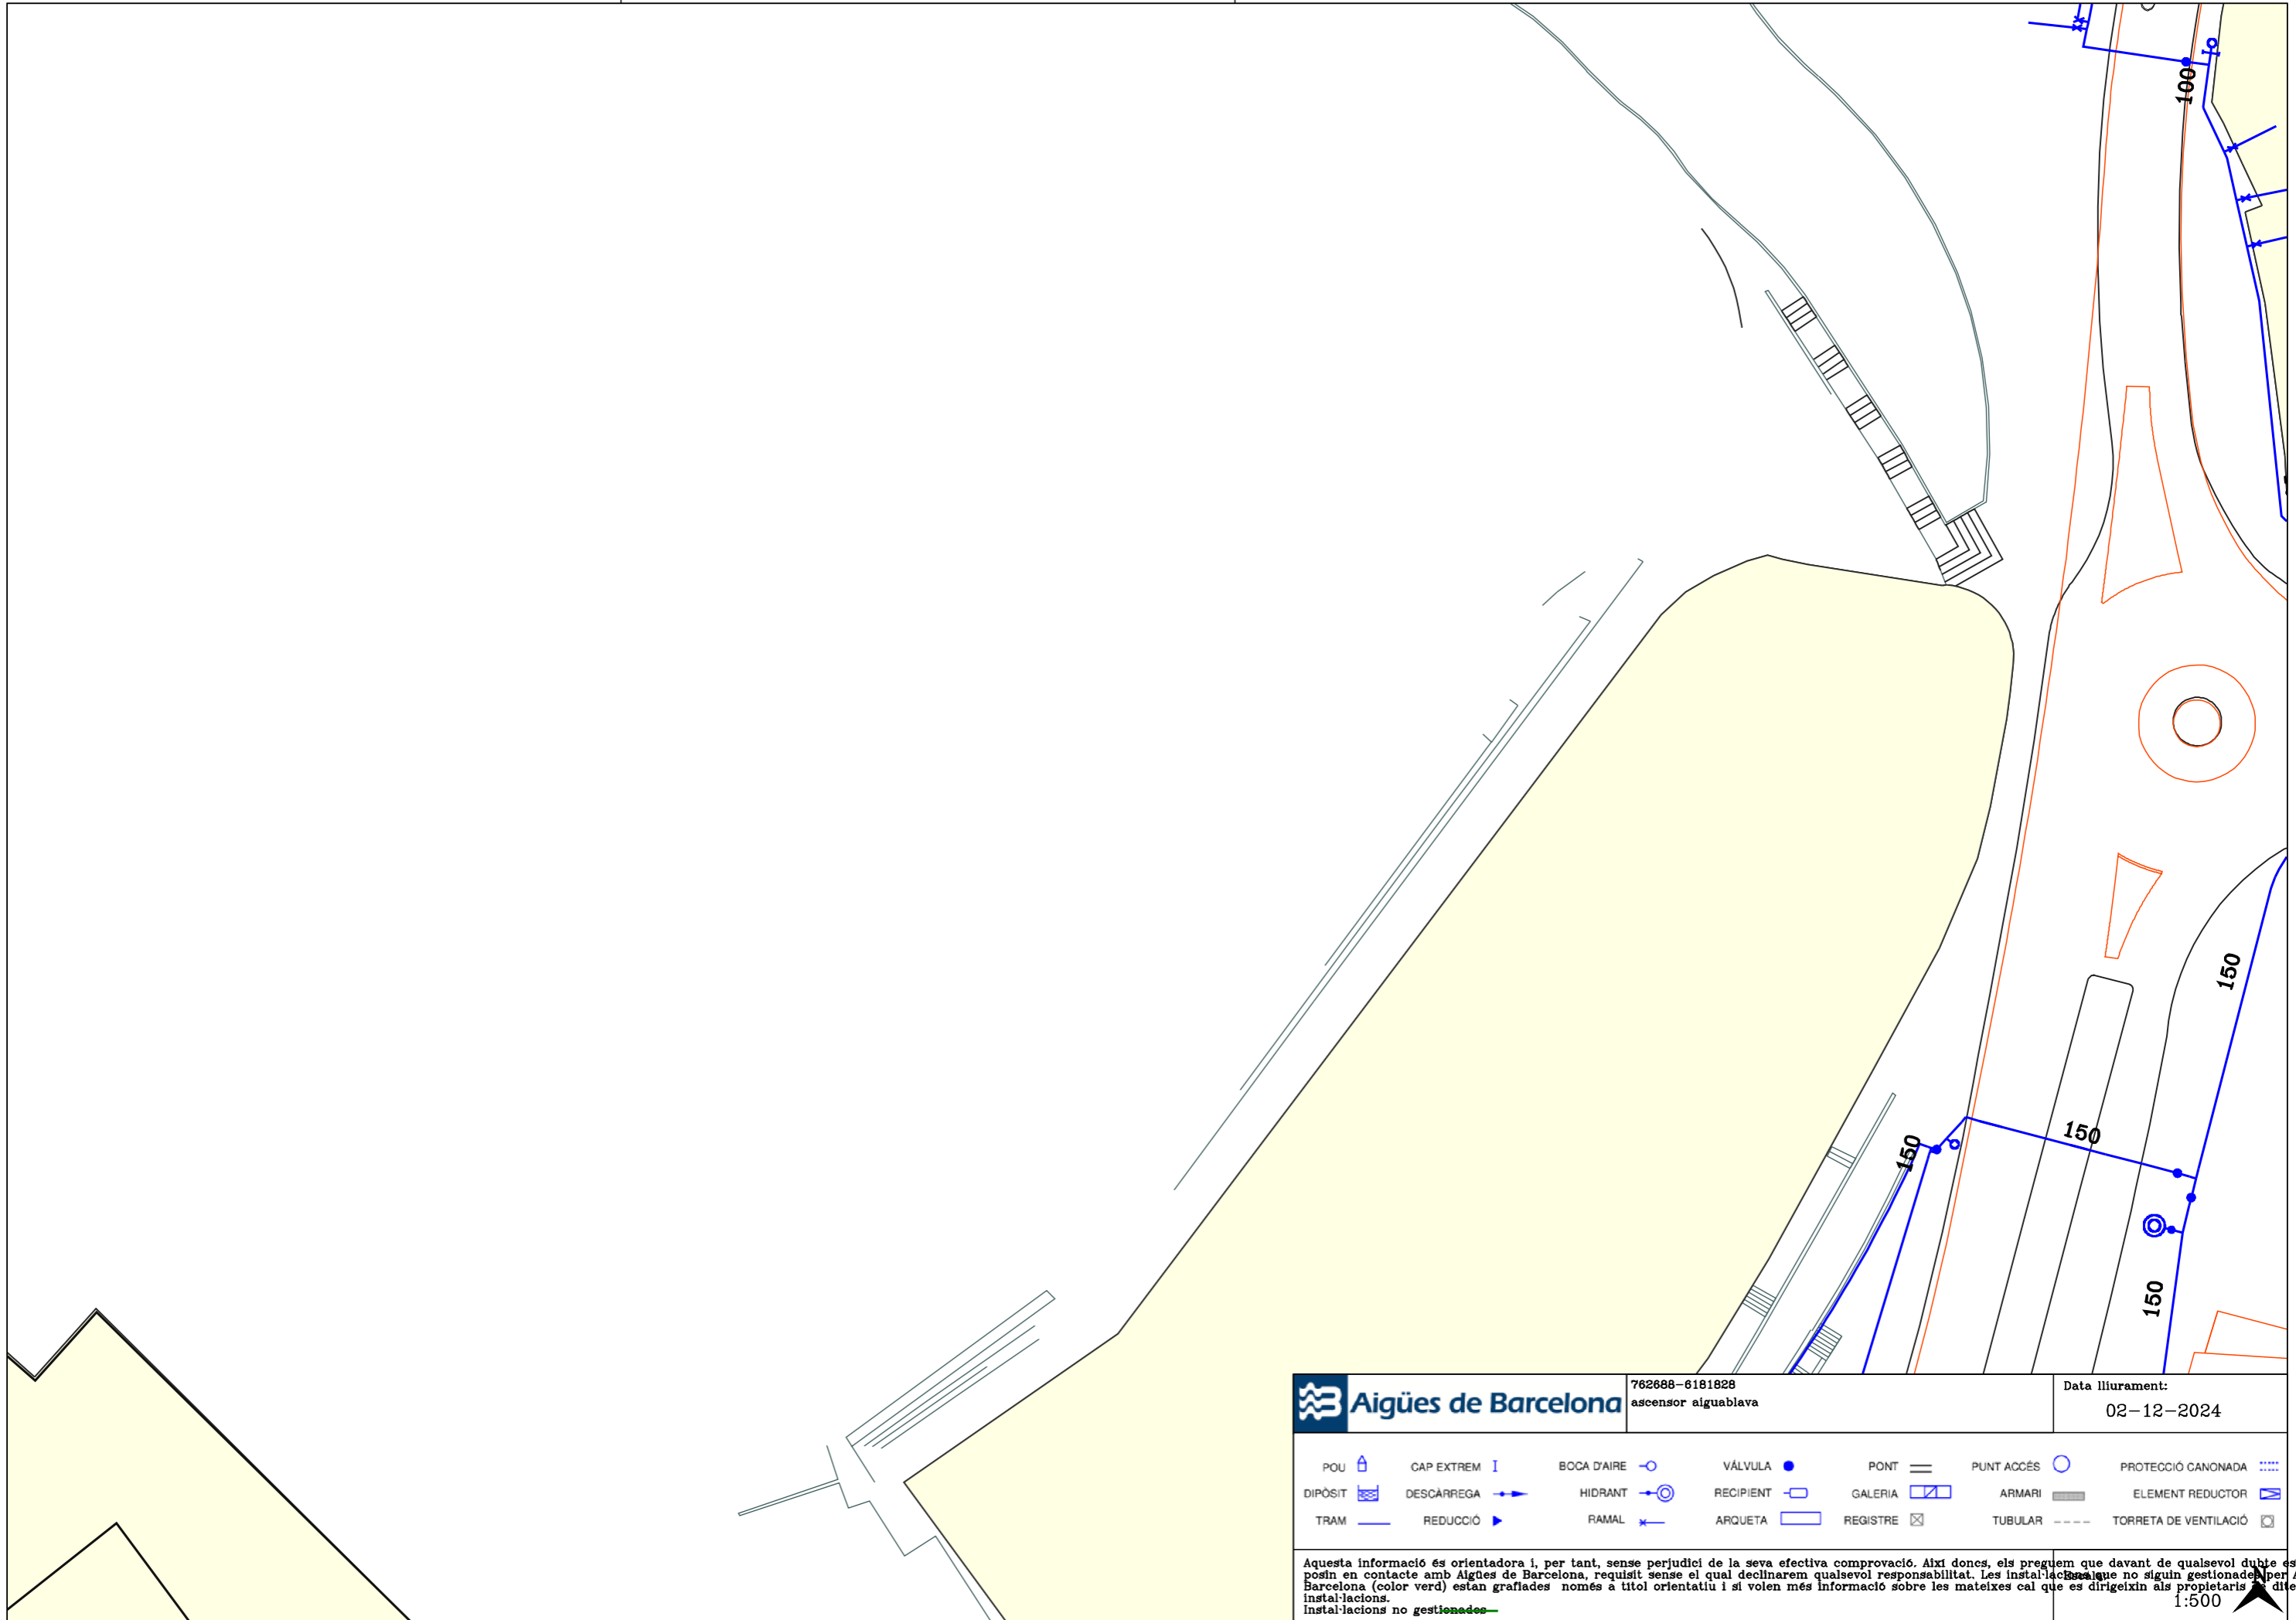 100
150
150
150
150
Aigües de Barcelona
762688-6181828
ascensor aiguablava
Data lliurament:
02-12-2024
POU CAP EXTREM BOCA D'AIRE VÁLVULA PONT PUNT ACCÉS PROTECCIÓ CANONADA
DIPÒSIT DESCÀRREGA HIDRANT RECIPIENT GALERIA ARMARI ELEMENT REDUCTOR
TRAM REDUCCIÓ RAMAL ARQUETA REGISTRE TUBULAR TORRETA DE VENTILACIÓ
Aquesta informació és orientadora i, per tant, sense perjudici de la seva efectiva comprovació. Així doncs, els preguem que davant de qualsevol dubte es
posin en contacte amb Aigües de Barcelona, requisit sense el qual declinarem qualsevol responsabilitat. Les instal·lacions que no siguin gestionades per
Barcelona (color verd) estan grafiades només a títol orientatiu i si volen més informació sobre les mateixes cal que es dirigeixin als propietaris de
instal·lacions.
Instal·lacions no gestionades
Escala:
1:500
N